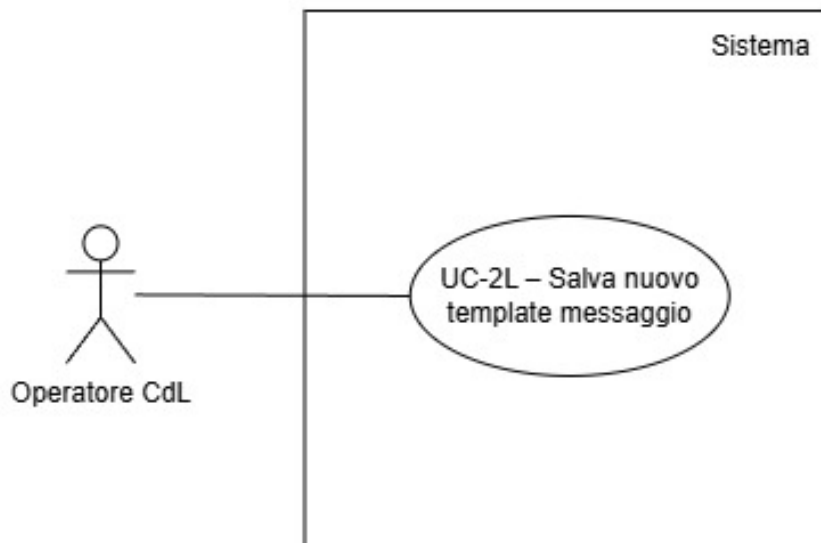 Sistema
UC-2L – Salva nuovo
template messaggio
Operatore CdL